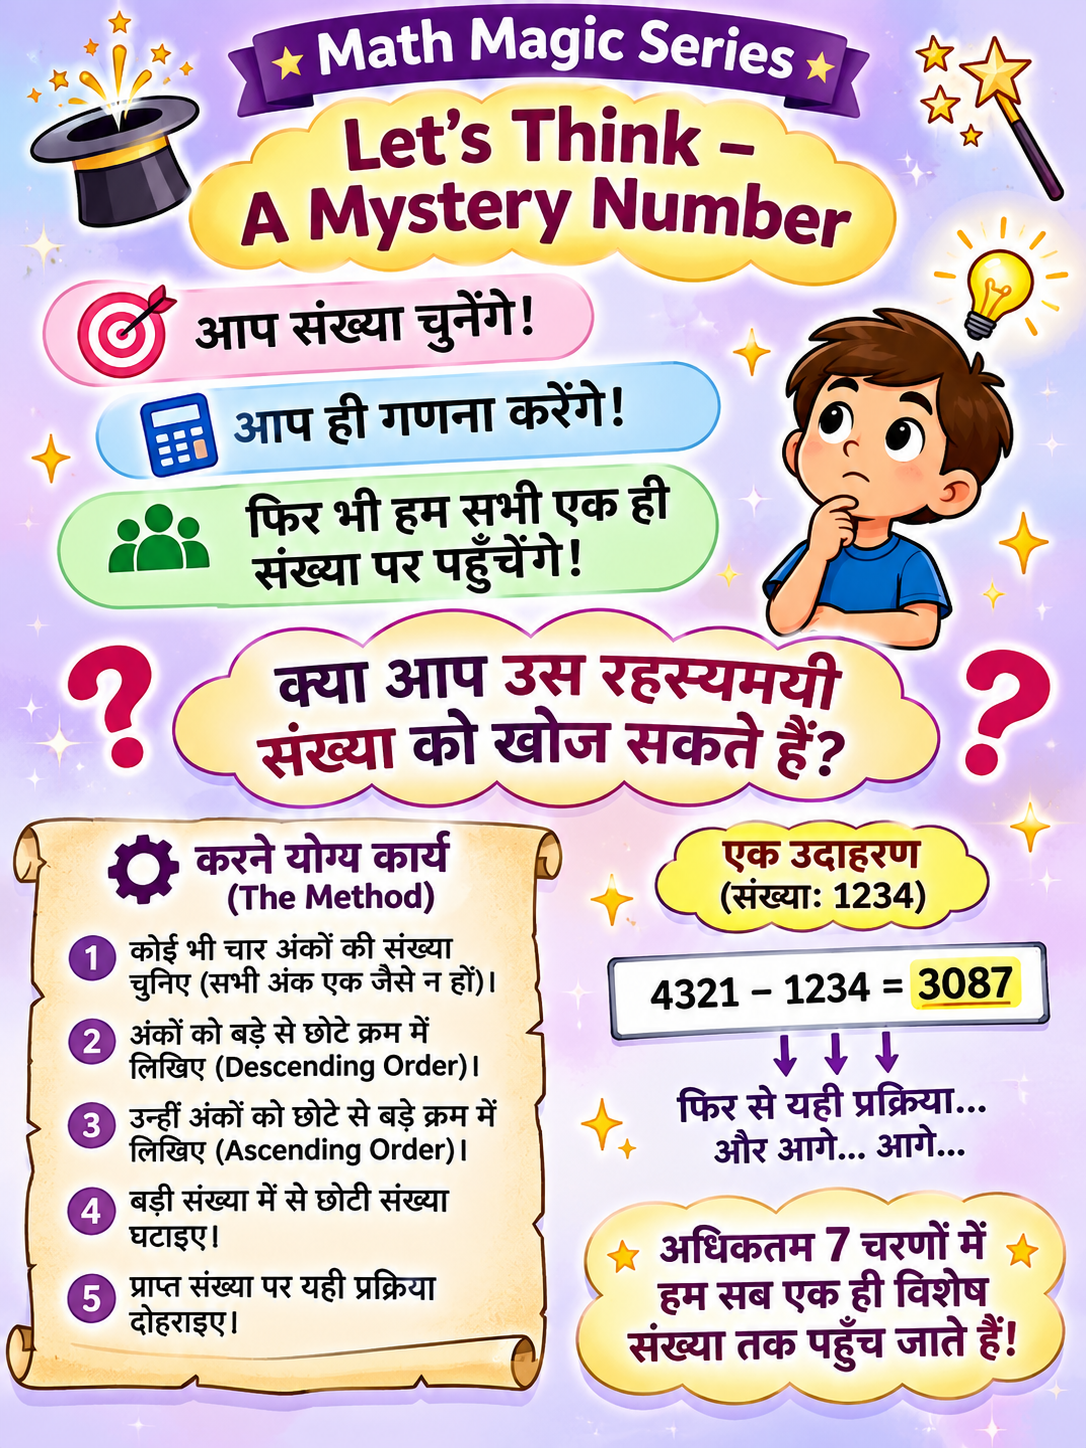 Math Magic Series
Let's Think –
A Mystery Number
आप संख्या चुनेंगे!
आप ही गणना करेंगे!
फिर भी हम सभी एक ही
संख्या पर पहुँचेंगे!
क्या आप उस रहस्यमयी
संख्या को खोज सकते हैं?
?
?
करने योग्य कार्य
(The Method)
1 कोई भी चार अंकों की संख्या
चुनिए (सभी अंक एक जैसे न हों)।
2 अंकों को बड़े से छोटे क्रम में
लिखिए (Descending Order)।
3 उन्हीं अंकों को छोटे से बड़े क्रम में
लिखिए (Ascending Order)।
4 बड़ी संख्या में से छोटी संख्या
घटाइए!
5 प्राप्त संख्या पर यही प्रक्रिया
दोहराइए।
एक उदाहरण
(संख्या: 1234)
4321 – 1234 = 3087
फिर से यही प्रक्रिया...
और आगे... आगे...
अधिकतम 7 चरणों में
हम सब एक ही विशेष
संख्या तक पहुँच जाते हैं!